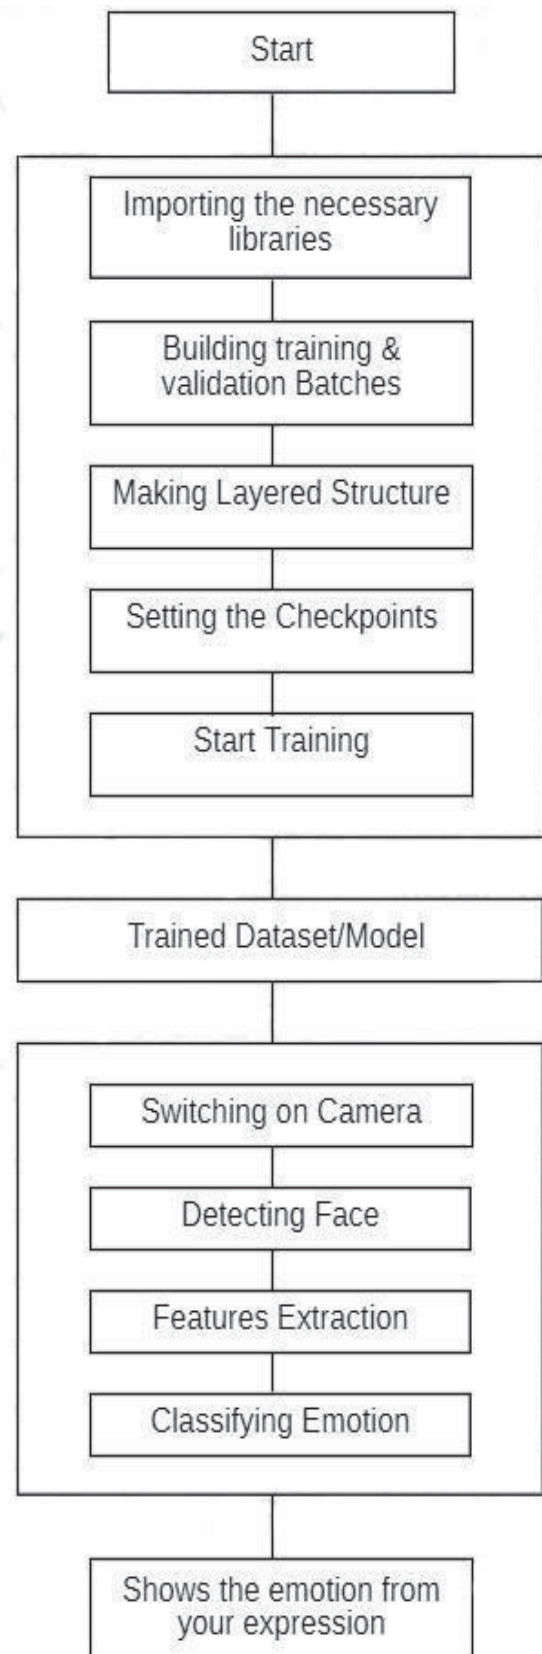 Start
Importing the necessary
libraries
Building training &
validation Batches
Making Layered Structure
Setting the Checkpoints
Start Training
Trained Dataset/Model
Switching on Camera
Detecting Face
Features Extraction
Classifying Emotion
Shows the emotion from
your expression